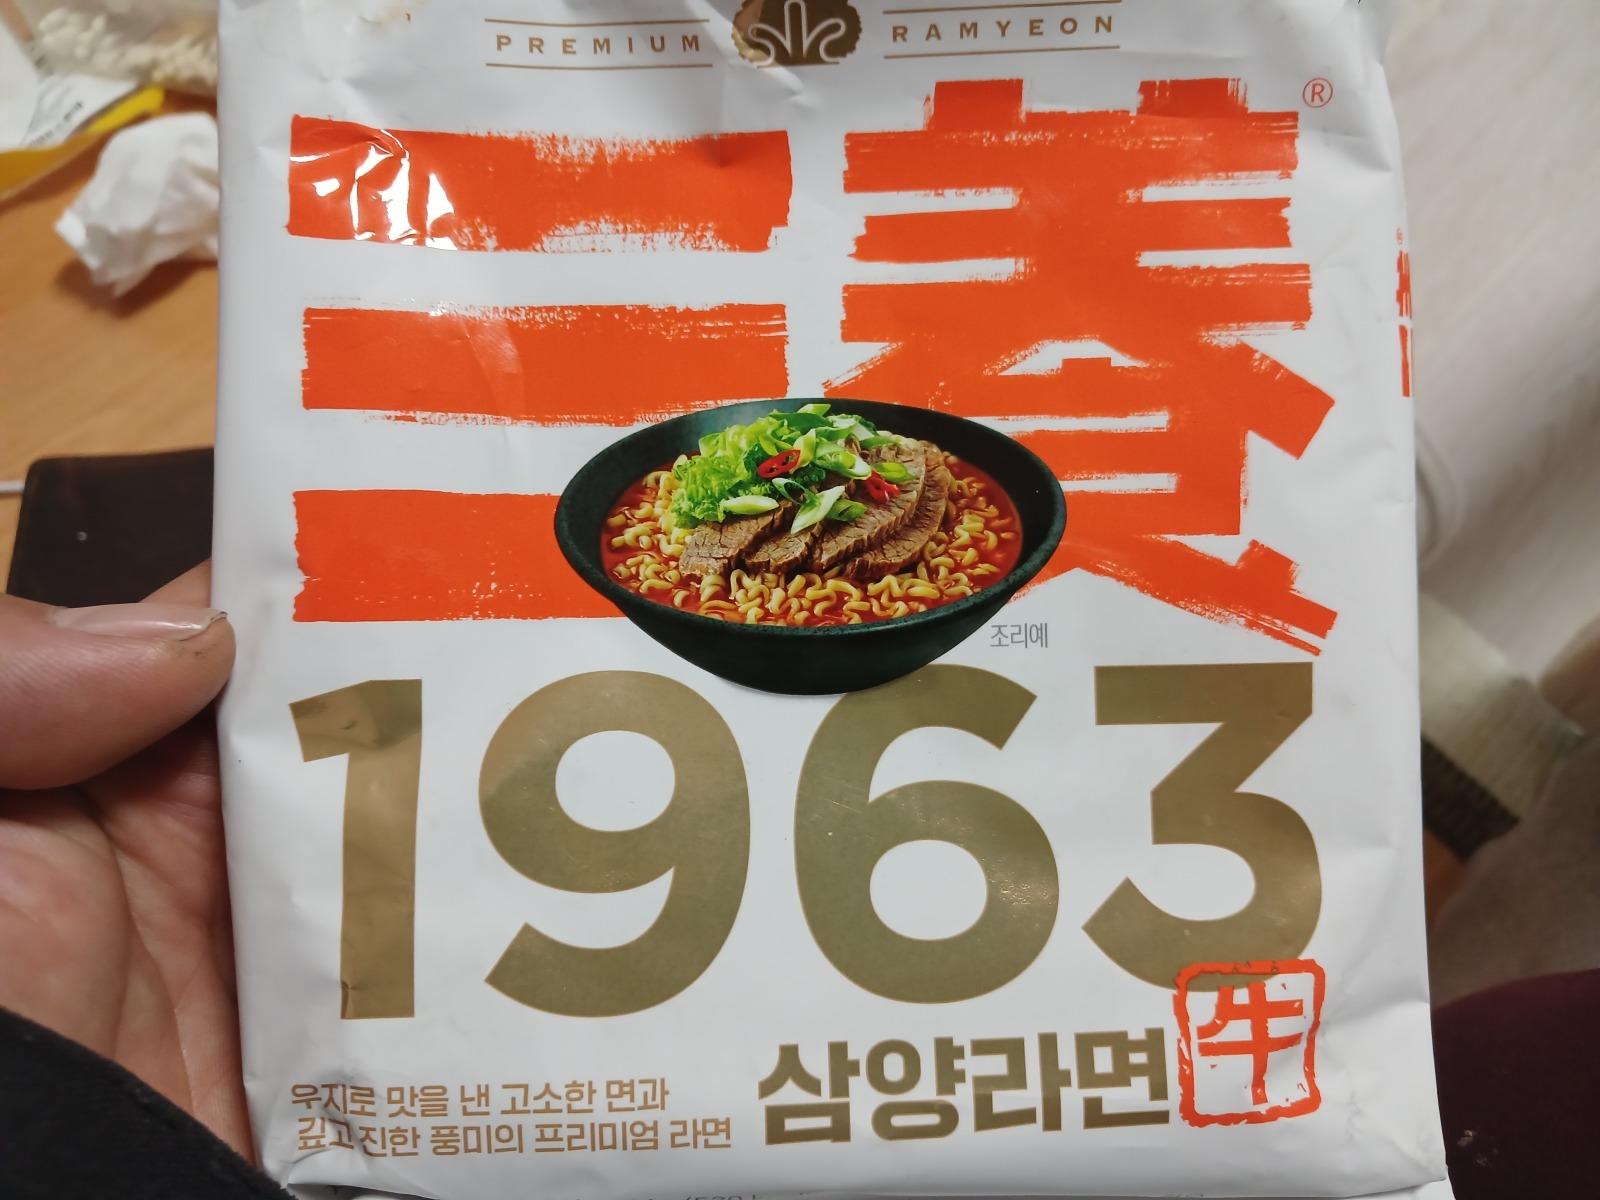 PREMIUM RAMYEON
三養®
조리예
1963
삼양라면
牛
우지로 맛을 낸 고소한 면과
깊고 진한 풍미의 프리미엄 라면